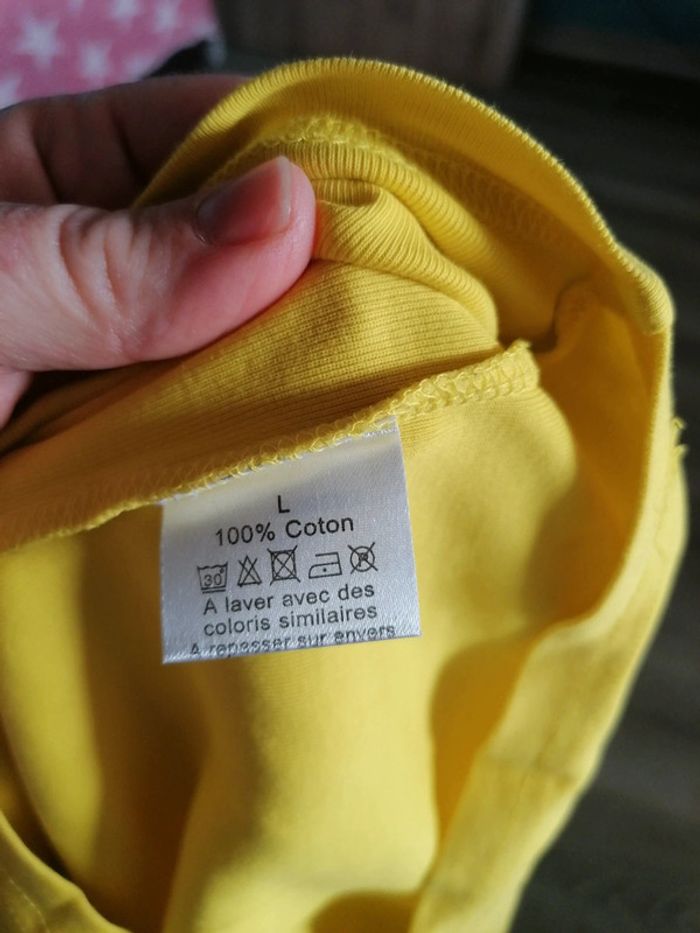 L
100% Coton
30
A laver avec des
coloris similaires
A repasser sur envers